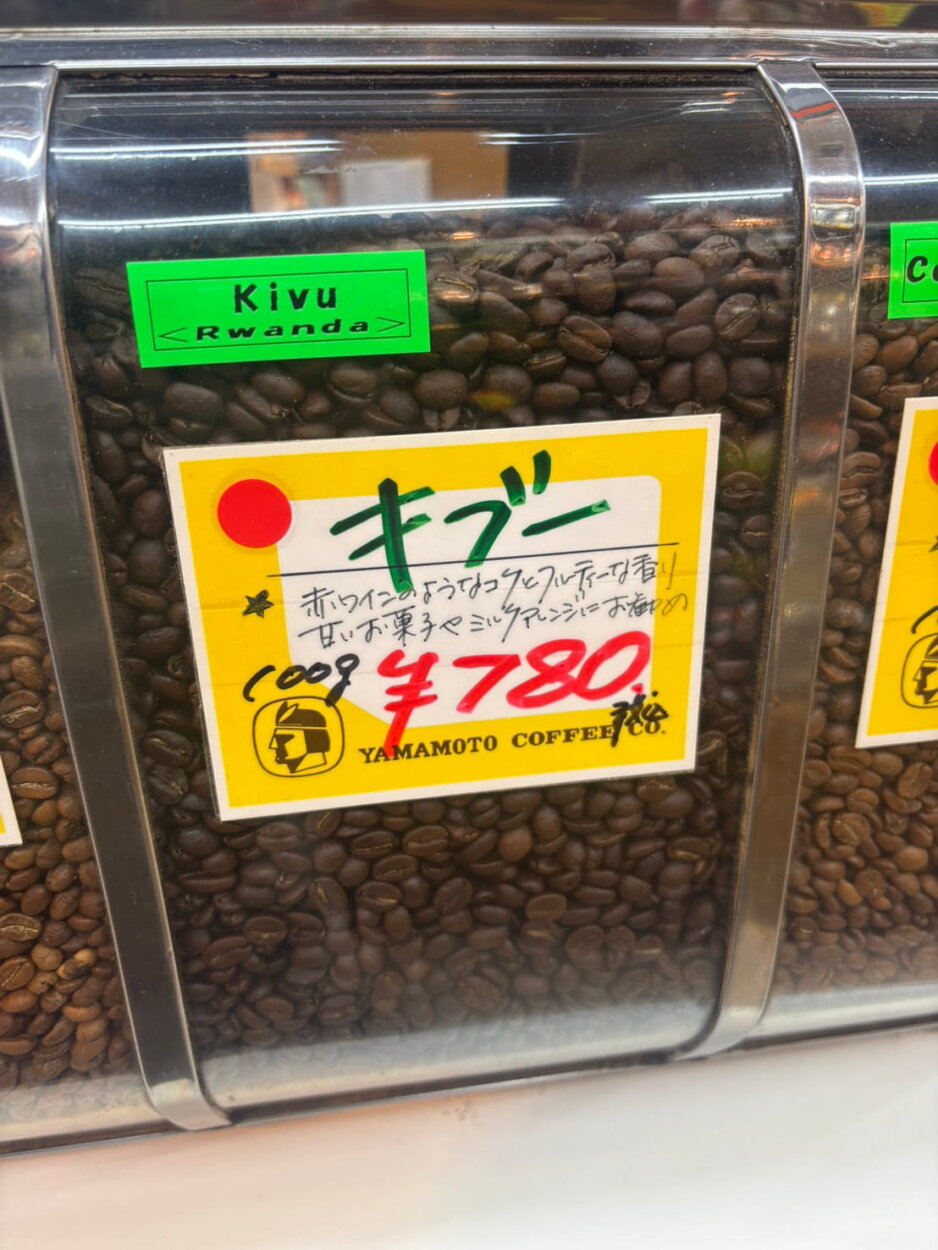 Kivu
<Rwanda>
キブー
赤ワインのようなコクとフルーティーな香り
甘いお菓子やミルクアレンジにお勧め
100g
¥780.
YAMAMOTO COFFEE CO.